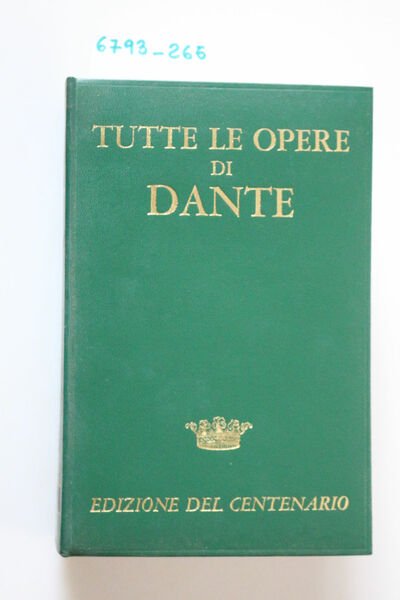 6793_265
TUTTE LE OPERE
DI
DANTE
EDIZIONE DEL CENTENARIO